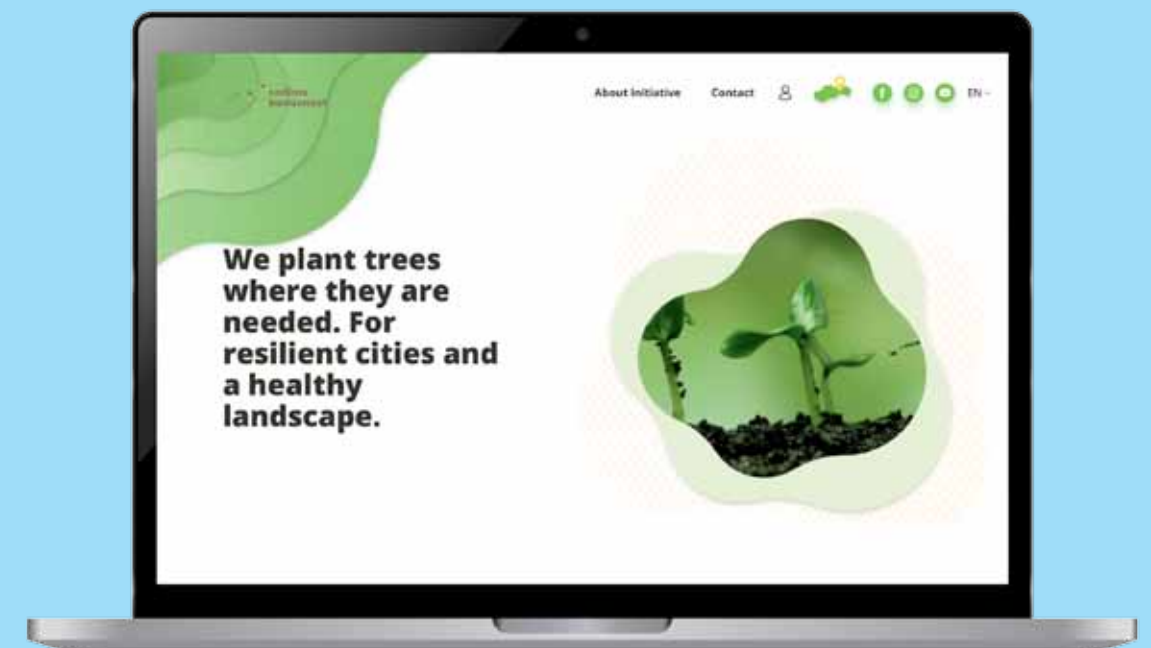 About Initiative
Contact
EN
We plant trees
where they are
needed. For
resilient cities and
a healthy
landscape.